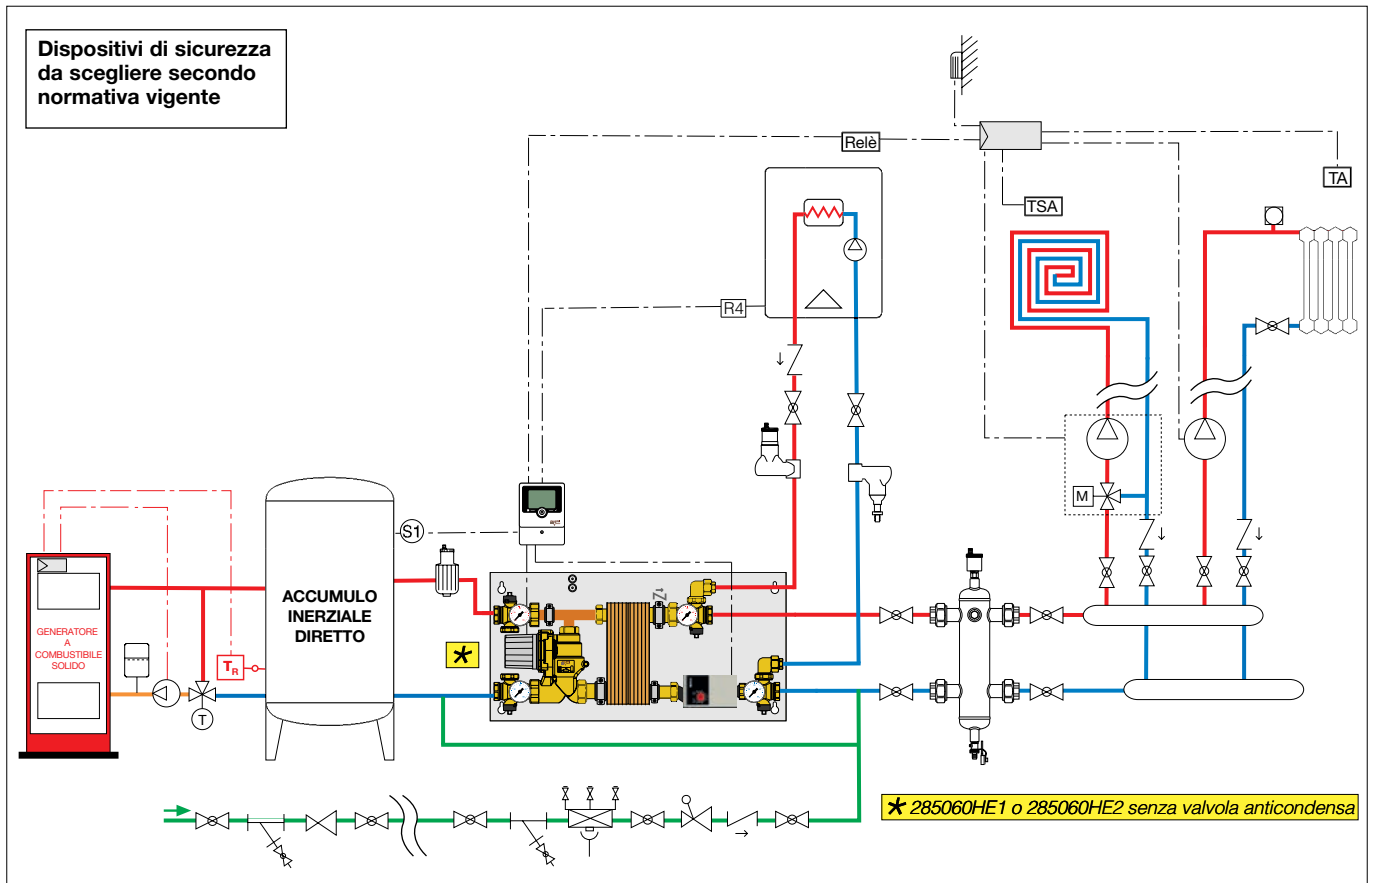 Dispositivi di sicurezza
da scegliere secondo
normativa vigente
Relè
TA
TSA
R4
M
S1
ACCUMULO
INERZIALE
DIRETTO
GENERATORE
A
COMBUSTIBILE
SOLIDO
TR
T
* 285060HE1 o 285060HE2 senza valvola anticondensa